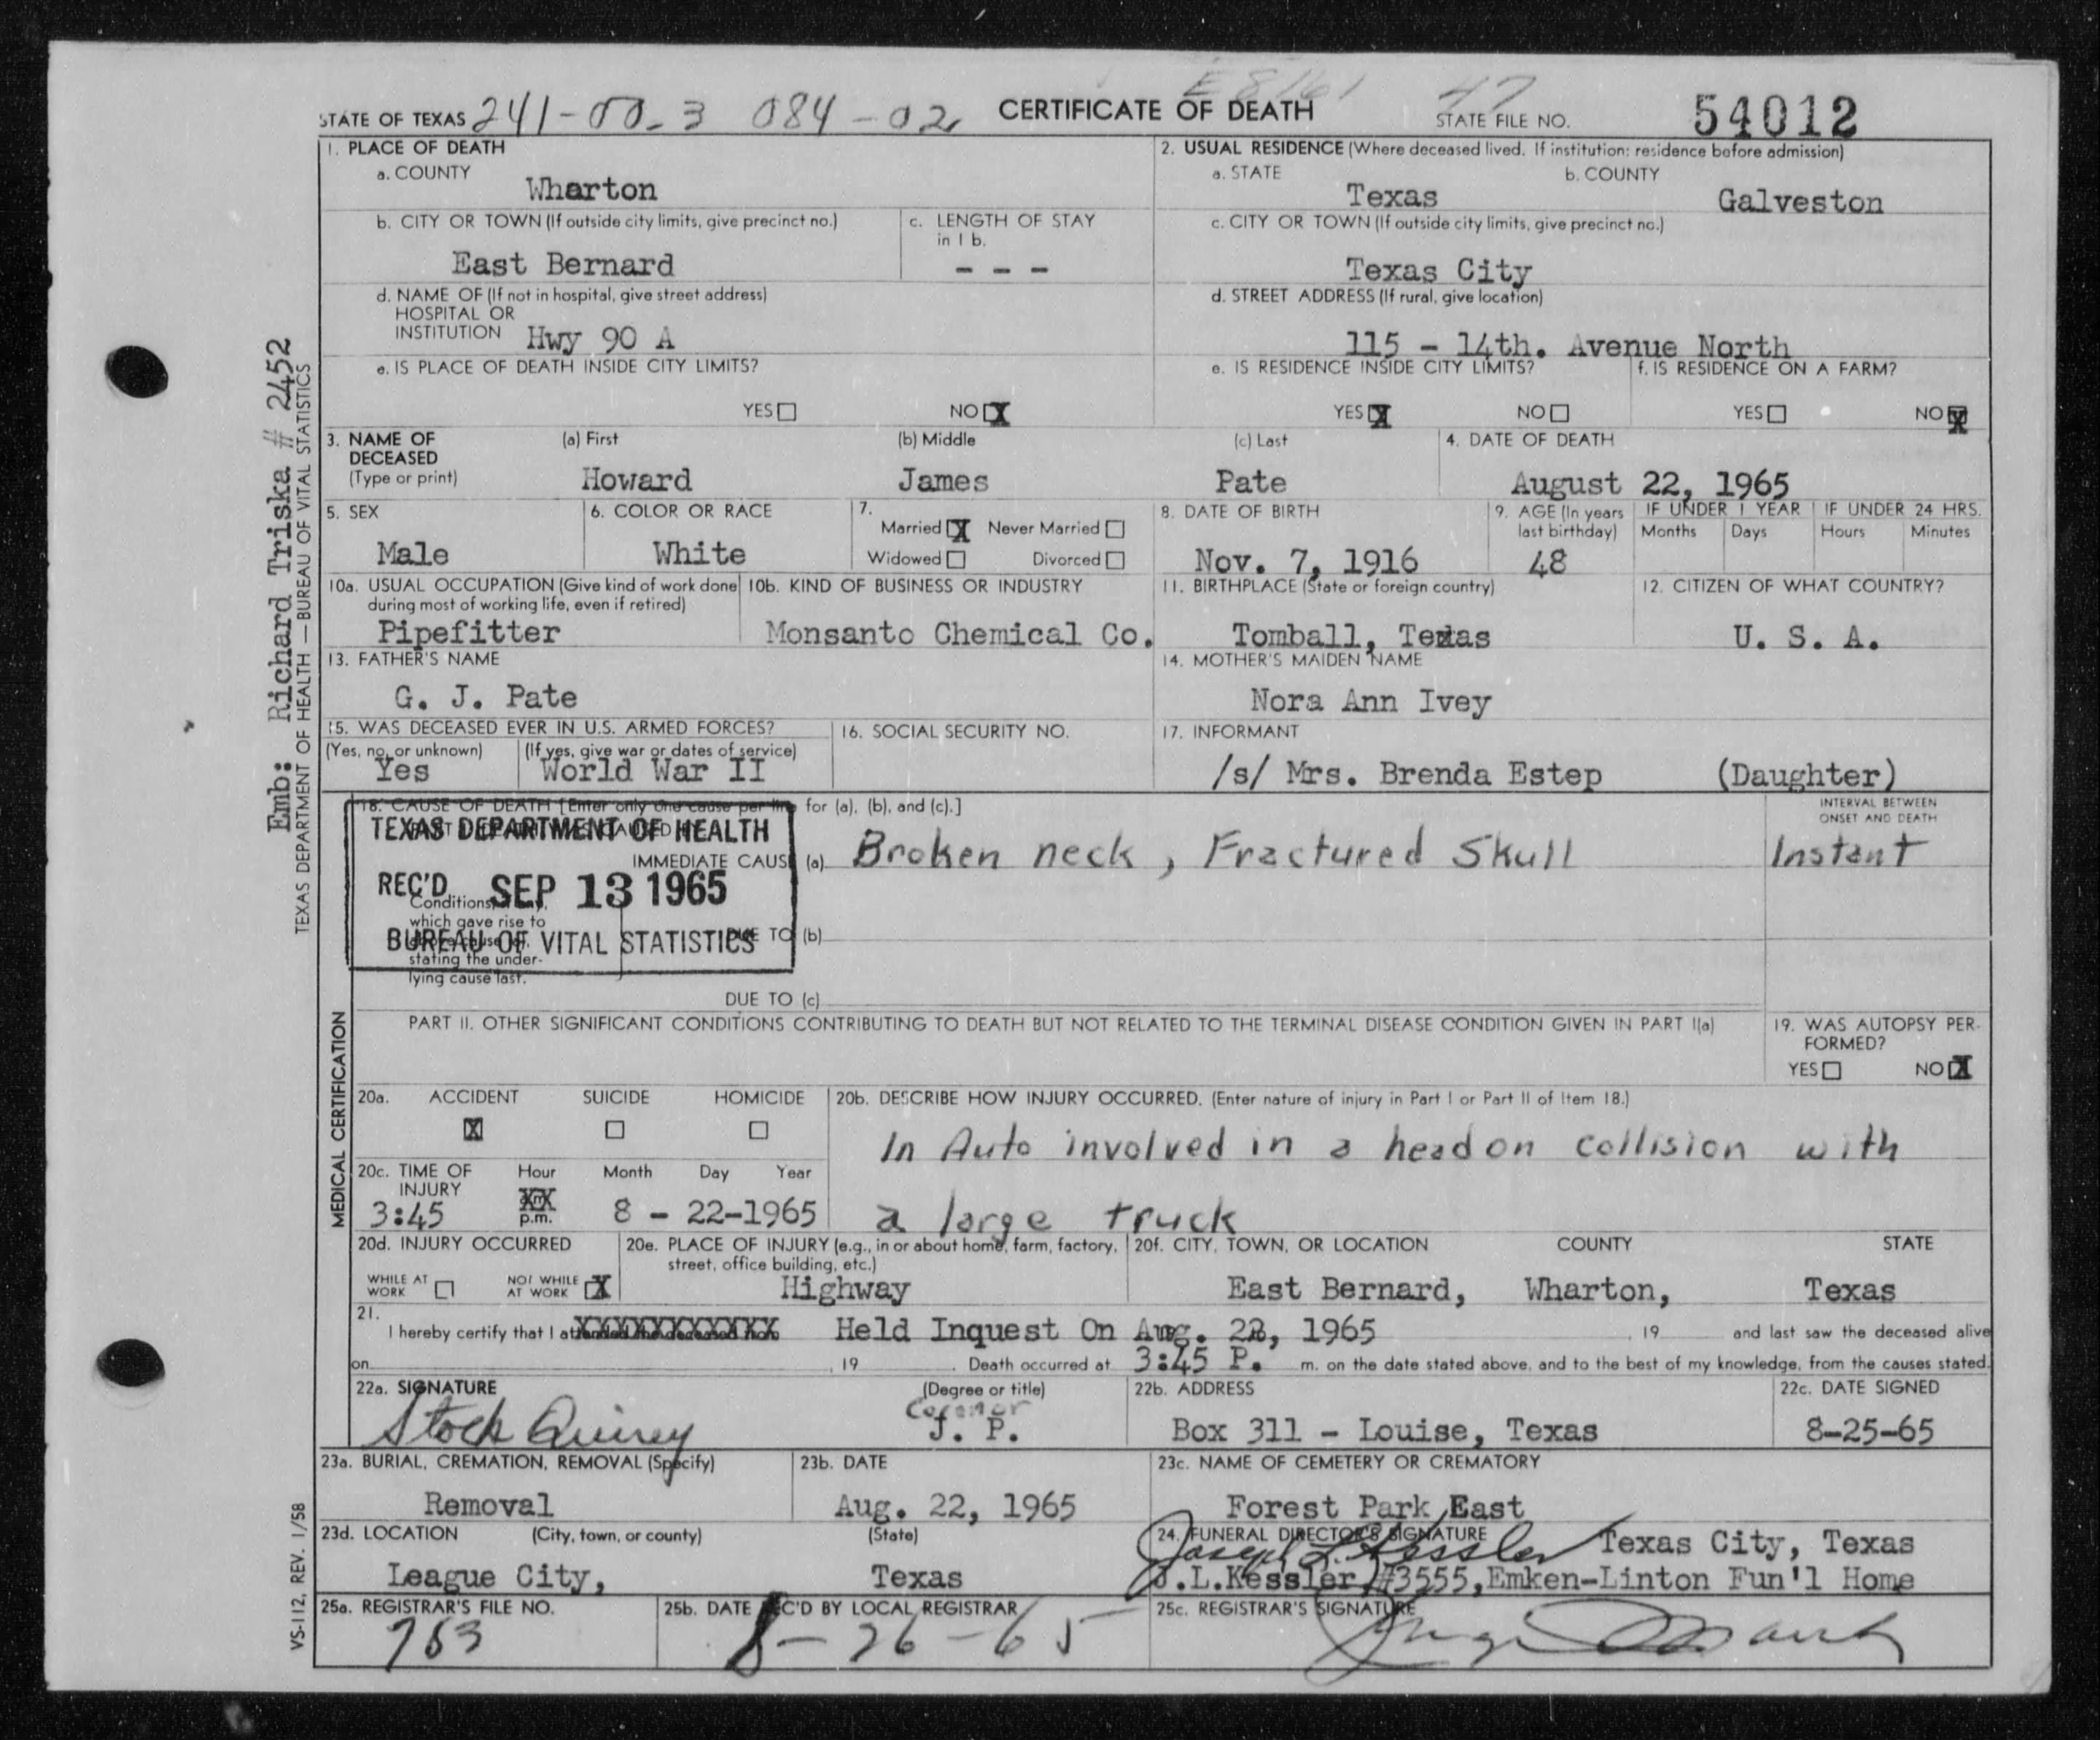 STATE OF TEXAS 241-00-3 084-02 CERTIFICATE OF DEATH E 8161 47 STATE FILE NO. 54012
1. PLACE OF DEATH
a. COUNTY
Wharton
2. USUAL RESIDENCE (Where deceased lived. If institution: residence before admission)
a. STATE b. COUNTY
Texas Galveston
b. CITY OR TOWN (If outside city limits, give precinct no.)
East Bernard
c. LENGTH OF STAY
in 1 b.
- - -
c. CITY OR TOWN (If outside city limits, give precinct no.)
Texas City
d. NAME OF (If not in hospital, give street address)
HOSPITAL OR
INSTITUTION Hwy 90 A
d. STREET ADDRESS (If rural, give location)
115 - 14th. Avenue North
e. IS PLACE OF DEATH INSIDE CITY LIMITS?
YES NO X
e. IS RESIDENCE INSIDE CITY LIMITS?
YES X NO
f. IS RESIDENCE ON A FARM?
YES NO X
3. NAME OF DECEASED
(Type or print)
(a) First (b) Middle (c) Last
Howard James Pate
4. DATE OF DEATH
August 22, 1965
5. SEX
Male
6. COLOR OR RACE
White
7.
Married X Never Married
Widowed Divorced
8. DATE OF BIRTH
Nov. 7, 1916
9. AGE (In years
last birthday)
48
IF UNDER 1 YEAR
Months Days
IF UNDER 24 HRS.
Hours Minutes
10a. USUAL OCCUPATION (Give kind of work done
during most of working life, even if retired)
Pipefitter
10b. KIND OF BUSINESS OR INDUSTRY
Monsanto Chemical Co.
11. BIRTHPLACE (State or foreign country)
Tomball, Texas
12. CITIZEN OF WHAT COUNTRY?
U. S. A.
13. FATHER'S NAME
G. J. Pate
14. MOTHER'S MAIDEN NAME
Nora Ann Ivey
15. WAS DECEASED EVER IN U.S. ARMED FORCES?
(Yes, no, or unknown) (If yes, give war or dates of service)
Yes World War II
16. SOCIAL SECURITY NO.
17. INFORMANT
/s/ Mrs. Brenda Estep (Daughter)
18. CAUSE OF DEATH [Enter only one cause per line for (a), (b), and (c).]
TEXAS DEPARTMENT OF HEALTH
REC'D SEP 13 1965
BUREAU OF VITAL STATISTICS
IMMEDIATE CAUSE (a) Broken neck, Fractured Skull
INTERVAL BETWEEN
ONSET AND DEATH
Instant
Conditions, if any,
which gave rise to
stating the under-
lying cause last.
DUE TO (b)
DUE TO (c)
PART II. OTHER SIGNIFICANT CONDITIONS CONTRIBUTING TO DEATH BUT NOT RELATED TO THE TERMINAL DISEASE CONDITION GIVEN IN PART I(a)
19. WAS AUTOPSY PER-
FORMED?
YES NO X
20a. ACCIDENT SUICIDE HOMICIDE
X
20b. DESCRIBE HOW INJURY OCCURRED. (Enter nature of injury in Part I or Part II of Item 18.)
In Auto involved in a head on collision with
a large truck
20c. TIME OF
INJURY
Hour Month Day Year
3:45 XX p.m. 8 - 22-1965
20d. INJURY OCCURRED
WHILE AT
WORK
NOT WHILE
AT WORK X
20e. PLACE OF INJURY (e.g., in or about home, farm, factory,
street, office building, etc.)
Highway
20f. CITY, TOWN, OR LOCATION COUNTY STATE
East Bernard, Wharton, Texas
21.
I hereby certify that I attended the deceased from Held Inquest On Aug. 22, 1965, 19 and last saw the deceased alive
on , 19 . Death occurred at 3:45 P. m. on the date stated above, and to the best of my knowledge, from the causes stated.
22a. SIGNATURE (Degree or title)
Stock Quincy Coroner
J. P.
22b. ADDRESS
Box 311 - Louise, Texas
22c. DATE SIGNED
8-25-65
23a. BURIAL, CREMATION, REMOVAL (Specify)
Removal
23b. DATE
Aug. 22, 1965
23c. NAME OF CEMETERY OR CREMATORY
Forest Park East
23d. LOCATION (City, town, or county) (State)
League City, Texas
24. FUNERAL DIRECTOR'S SIGNATURE
Joseph L. Kessler Texas City, Texas
J.L.Kessler #3555, Emken-Linton Fun'l Home
25a. REGISTRAR'S FILE NO.
763
25b. DATE REC'D BY LOCAL REGISTRAR
8-26-65
25c. REGISTRAR'S SIGNATURE
Emb: Richard Triska # 2452
TEXAS DEPARTMENT OF HEALTH — BUREAU OF VITAL STATISTICS
MEDICAL CERTIFICATION
VS-112, REV. 1/58